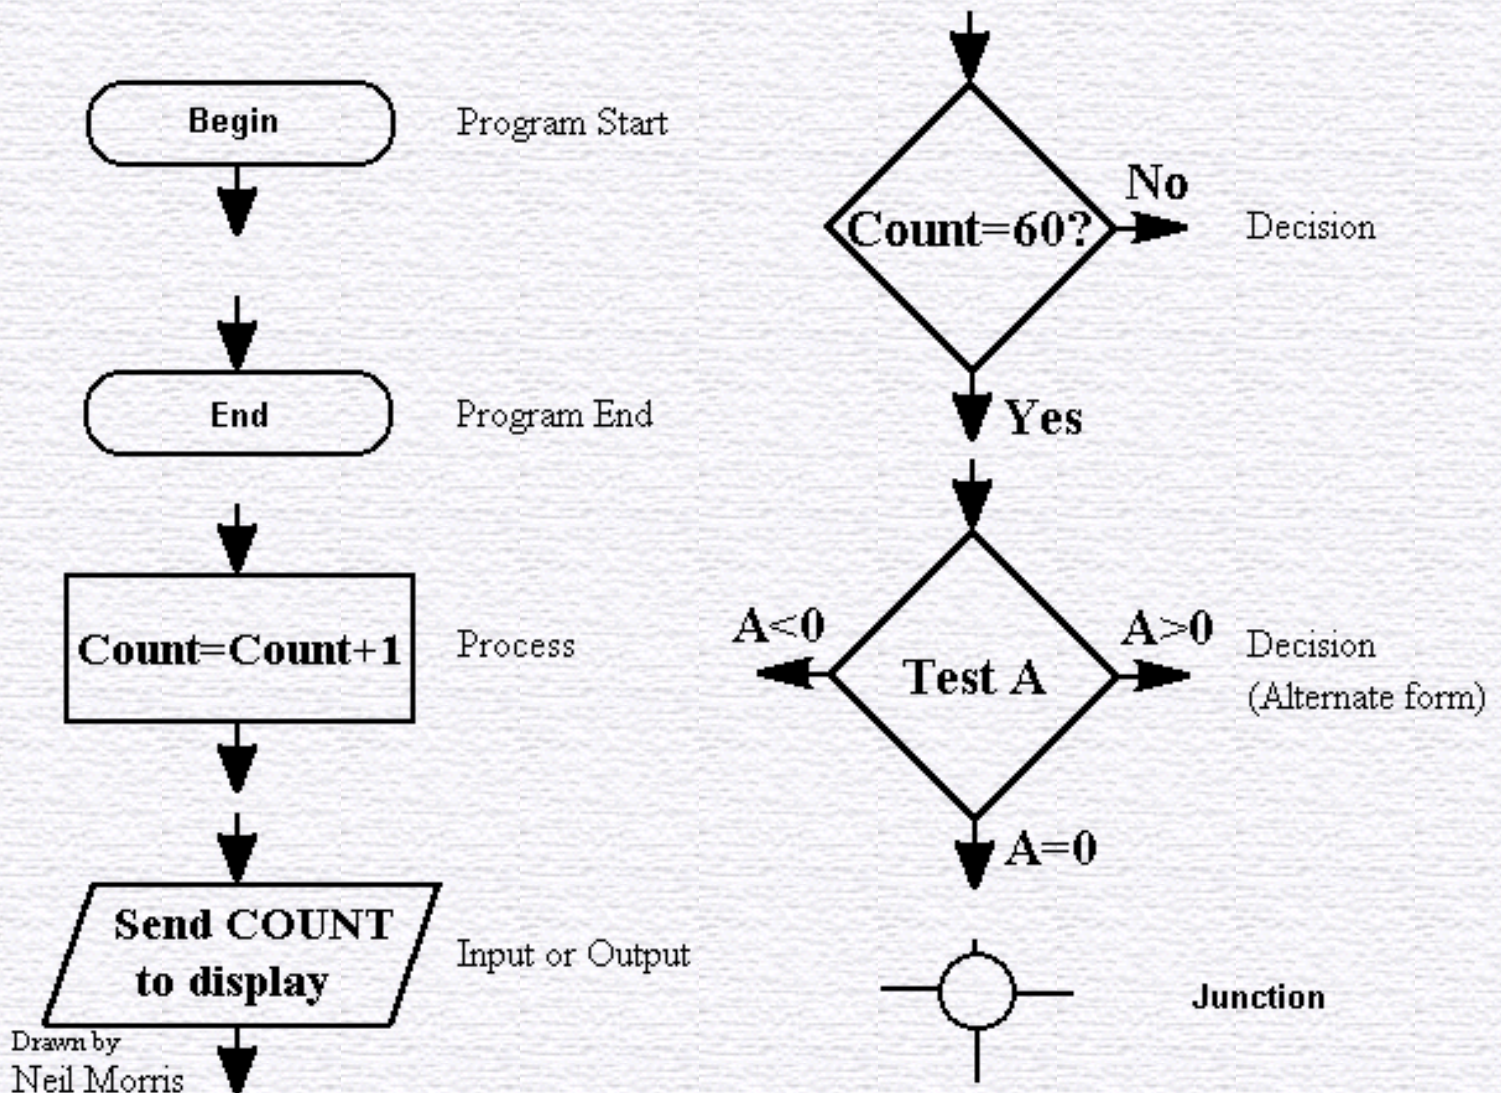 Begin
Program Start
End
Program End
Count=Count+1
Process
Send COUNT
to display
Input or Output
Drawn by
Neil Morris
Count=60?
No
Decision
Yes
A<0
Test A
A>0
Decision
(Alternate form)
A=0
Junction